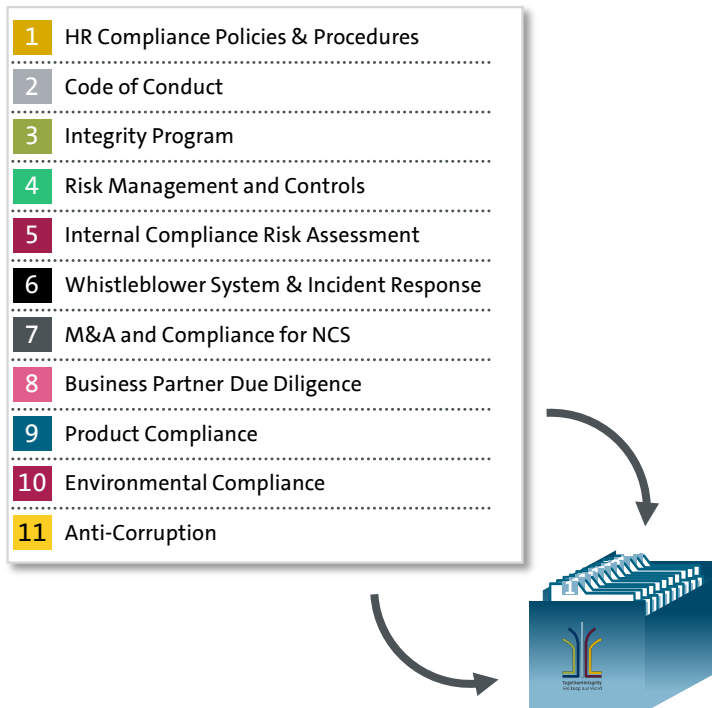 1 HR Compliance Policies & Procedures
2 Code of Conduct
3 Integrity Program
4 Risk Management and Controls
5 Internal Compliance Risk Assessment
6 Whistleblower System & Incident Response
7 M&A and Compliance for NCS
8 Business Partner Due Diligence
9 Product Compliance
10 Environmental Compliance
11 Anti-Corruption
1